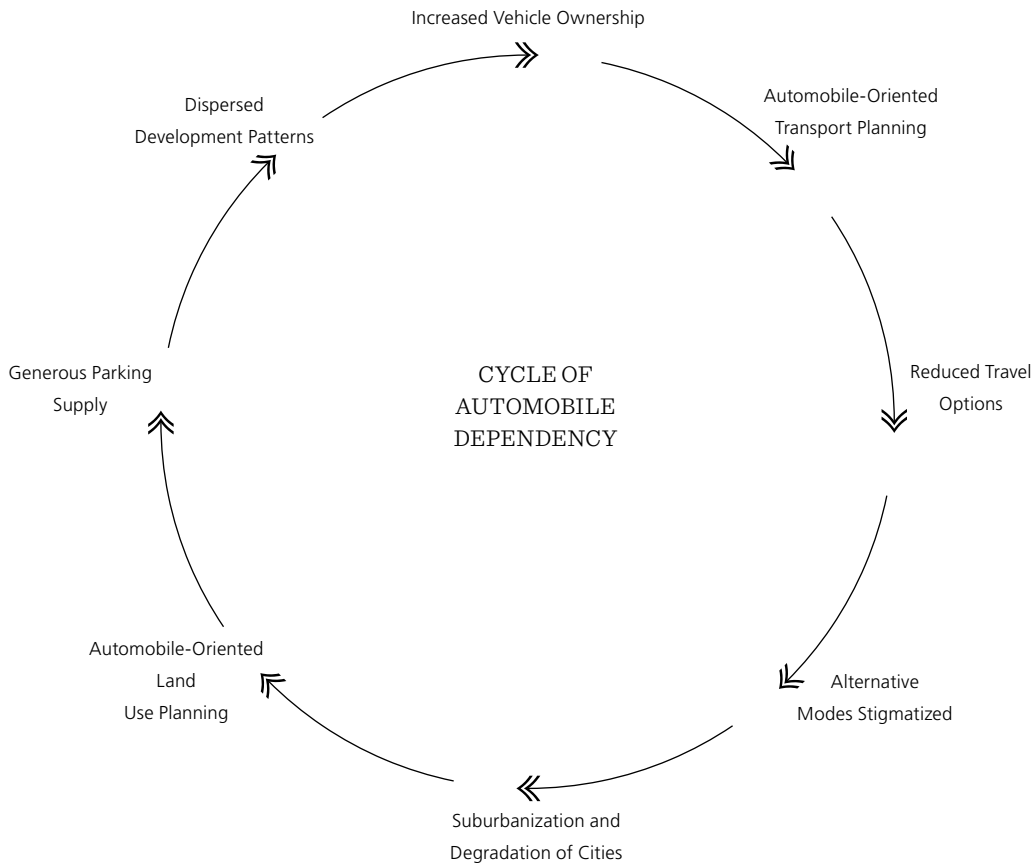 Increased Vehicle Ownership
Automobile-Oriented
Transport Planning
Reduced Travel
Options
Alternative
Modes Stigmatized
Suburbanization and
Degradation of Cities
Automobile-Oriented
Land
Use Planning
Generous Parking
Supply
Dispersed
Development Patterns
CYCLE OF
AUTOMOBILE
DEPENDENCY